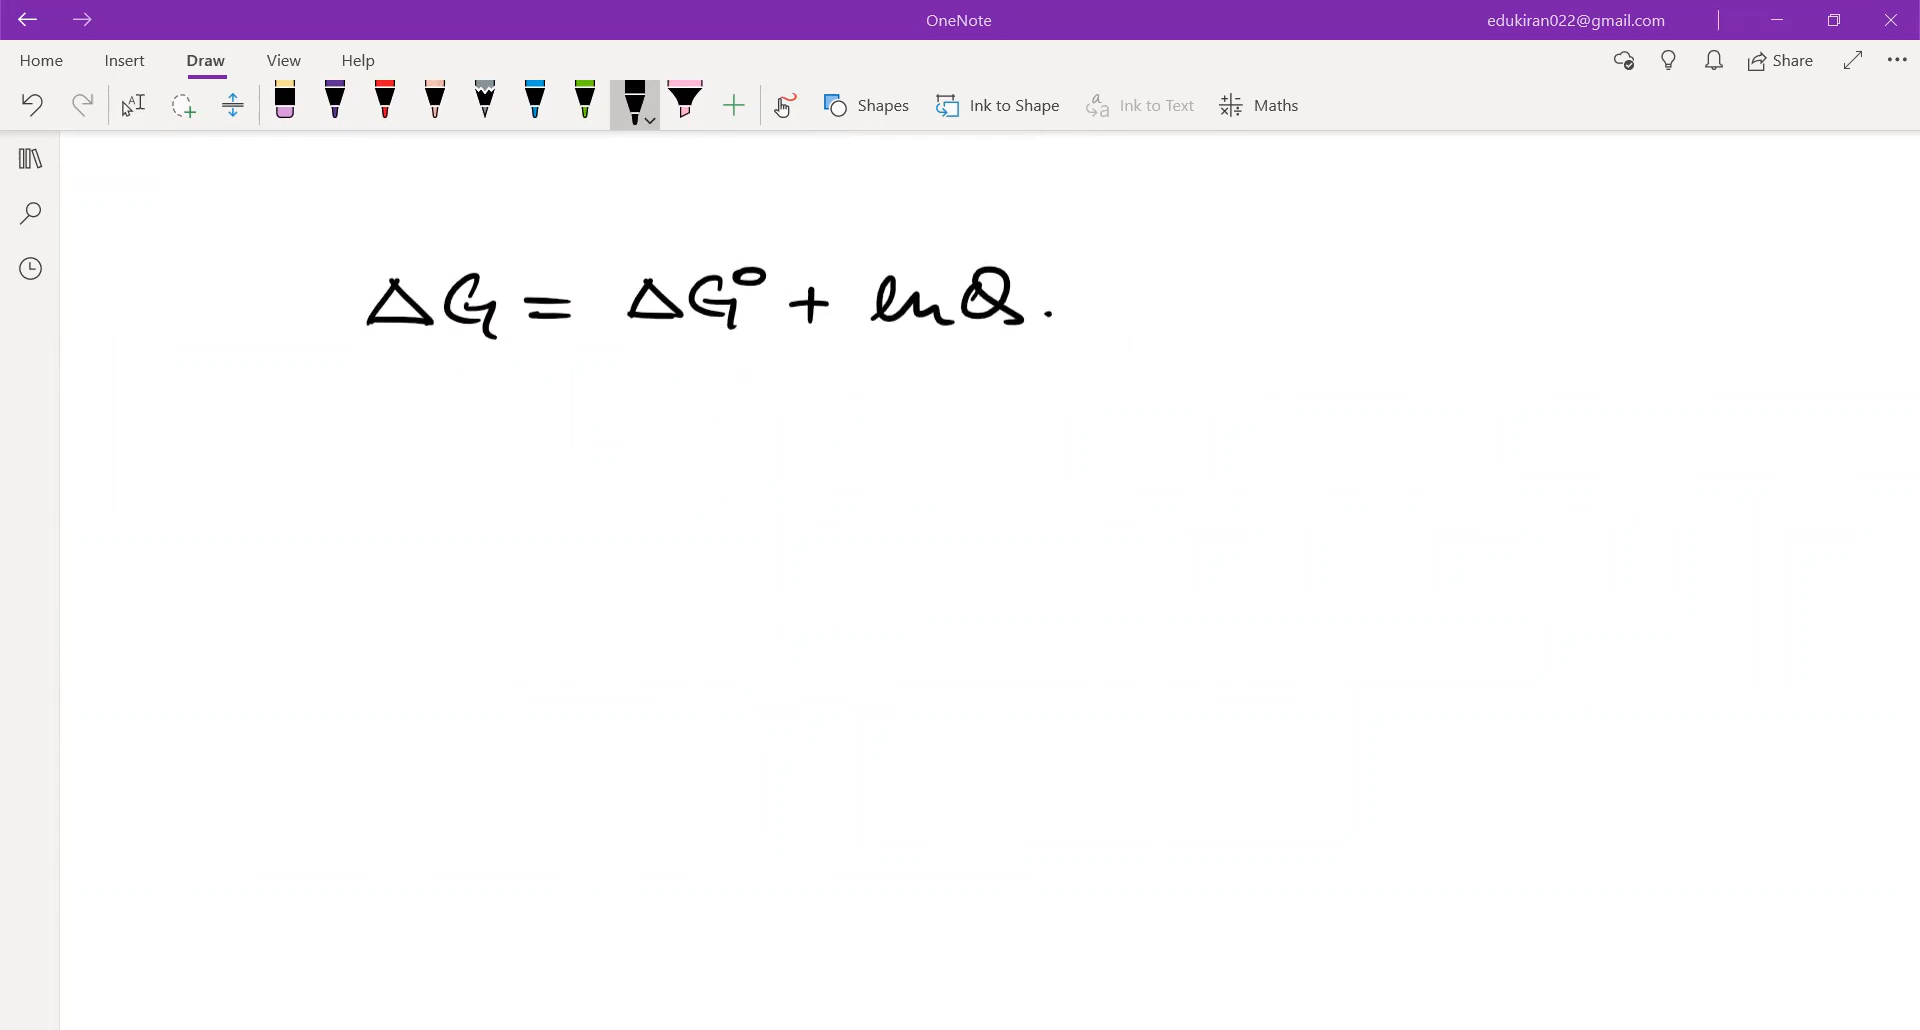 OneNote
edukiran022@gmail.com
Home Insert Draw View Help Share
Shapes Ink to Shape Ink to Text Maths
ΔG = ΔG° + lnQ.